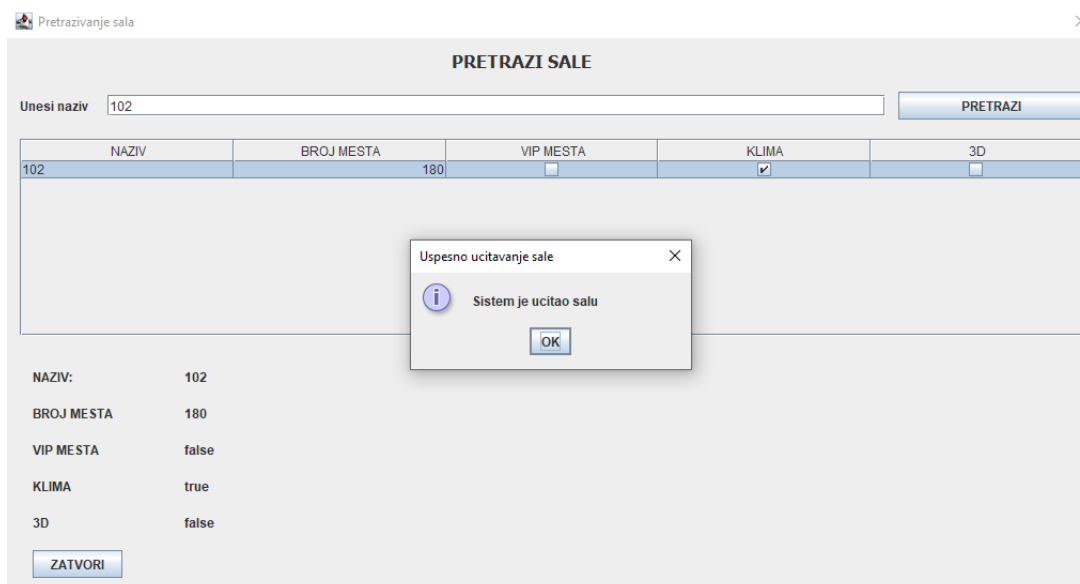 Pretrazivanje sala
PRETRAZI SALE
Unesi naziv 102 PRETRAZI
NAZIV BROJ MESTA VIP MESTA KLIMA 3D
102 180
Uspesno ucitavanje sale
Sistem je ucitao salu
OK
NAZIV: 102
BROJ MESTA 180
VIP MESTA false
KLIMA true
3D false
ZATVORI